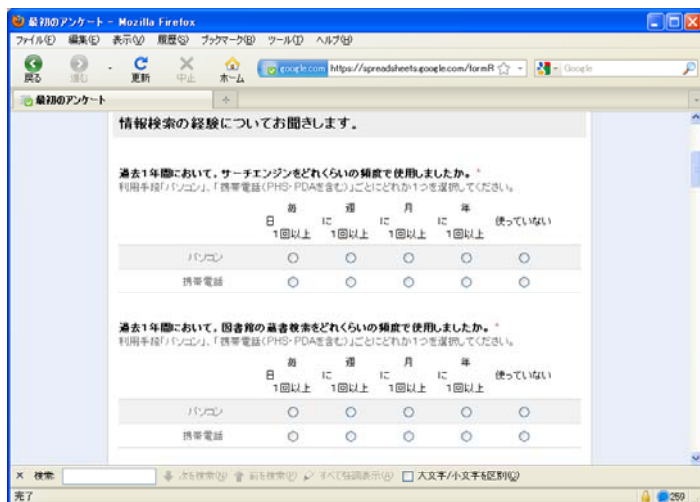 最初のアンケート - Mozilla Firefox
ファイル(F) 編集(E) 表示(V) 履歴(S) ブックマーク(B) ツール(T) ヘルプ(H)
戻る 進む 更新 中止 ホーム google.com https://spreadsheets.google.com/formR Google
最初のアンケート
情報検索の経験についてお聞きします。
過去1年間において，サーチエンジンをどれくらいの頻度で使用しましたか。*
利用手段「パソコン」、「携帯電話(PHS・PDAを含む)」ごとにどれか1つを選択してください。
毎 週 月 年
日 に に に 使っていない
1回以上 1回以上 1回以上 1回以上
パソコン
携帯電話
過去1年間において，図書館の蔵書検索をどれくらいの頻度で使用しましたか。*
利用手段「パソコン」、「携帯電話(PHS・PDAを含む)」ごとにどれか1つを選択してください。
毎 週 月 年
日 に に に 使っていない
1回以上 1回以上 1回以上 1回以上
パソコン
携帯電話
× 検索: 次を検索(N) 前を検索(P) すべて強調表示(A) 大文字/小文字を区別(C)
完了 259